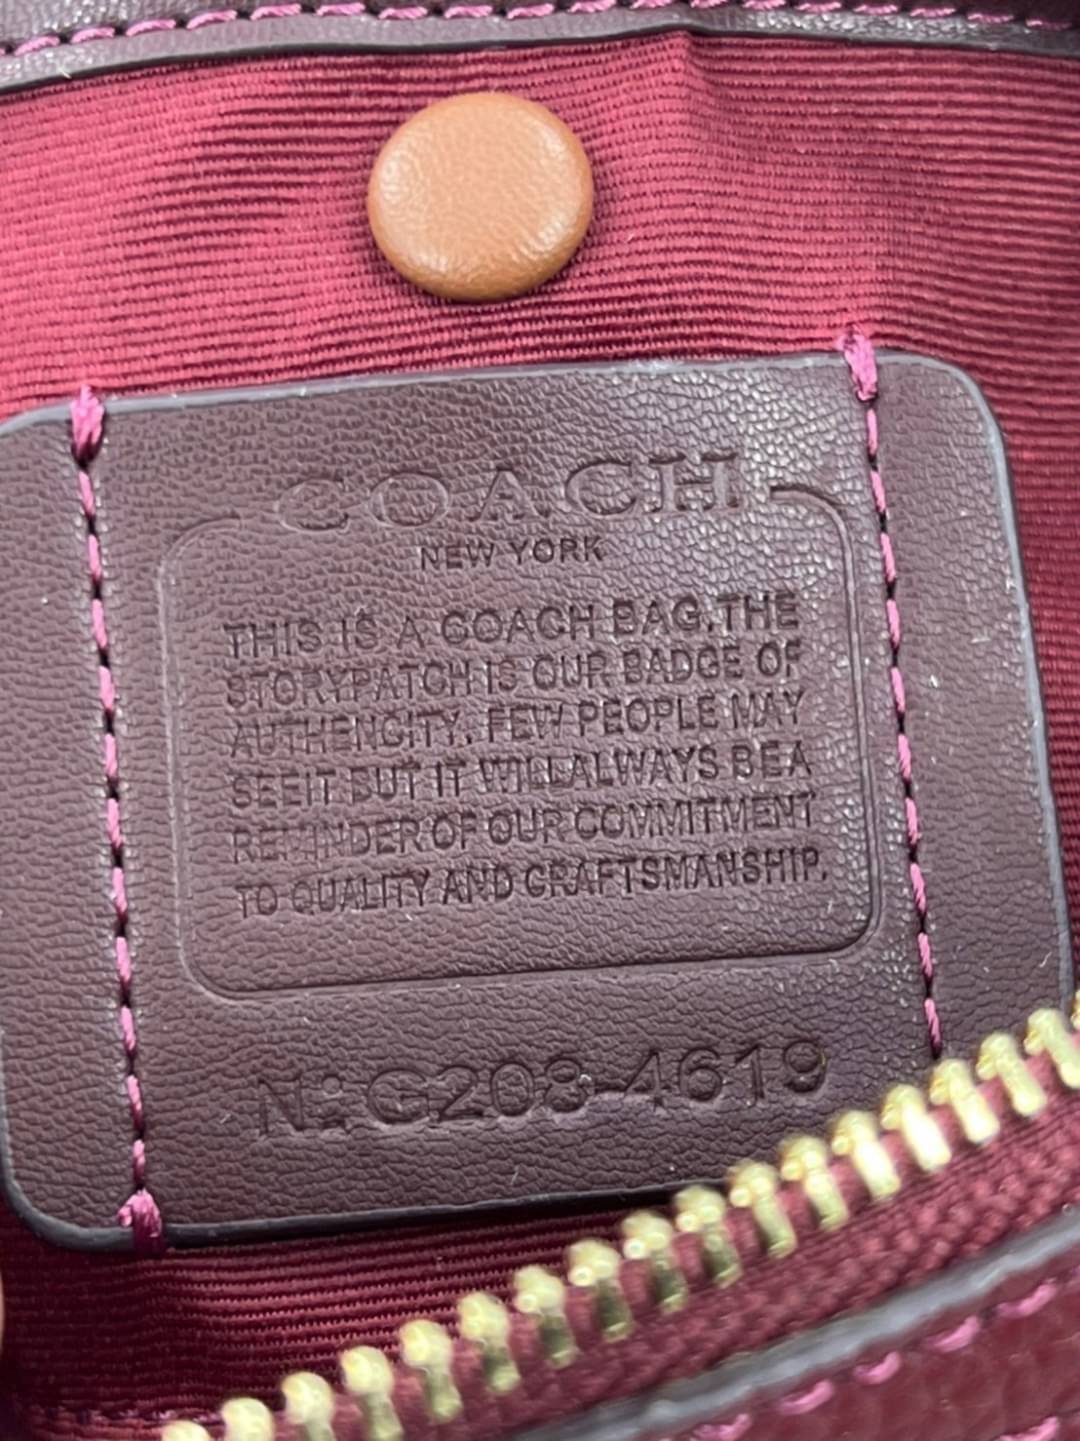 COACH
NEW YORK
THIS IS A COACH BAG.THE
STORYPATCH IS OUR BADGE OF
AUTHENCITY. FEW PEOPLE MAY
SEEIT BUT IT WILLALWAYS BEA
REMINDER OF OUR COMMITMENT
TO QUALITY AND CRAFTSMANSHIP.
Nº G208-4619